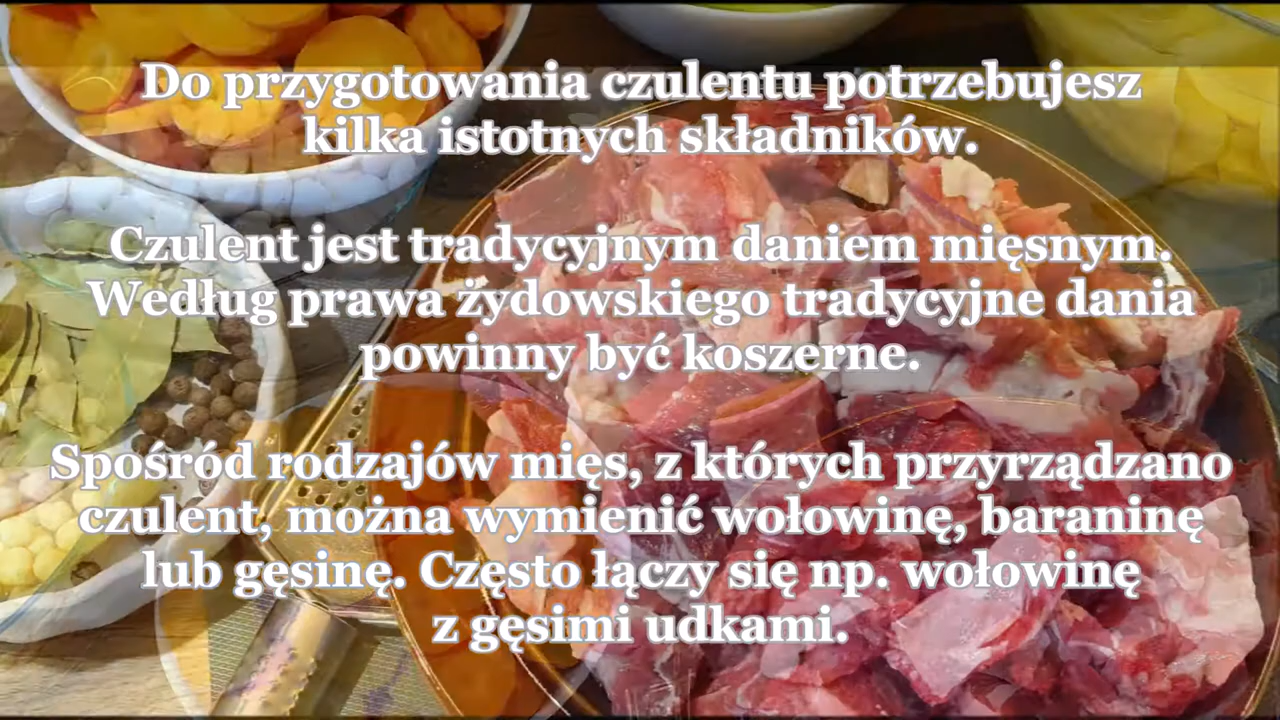 Do przygotowania czulentu potrzebujesz
kilka istotnych składników.
Czulent jest tradycyjnym daniem mięsnym.
Według prawa żydowskiego tradycyjne dania
powinny być koszerne.
Spośród rodzajów mięs, z których przyrządzano
czulent, można wymienić wołowinę, baraninę
lub gęsinę. Często łączy się np. wołowinę
z gęsimi udkami.